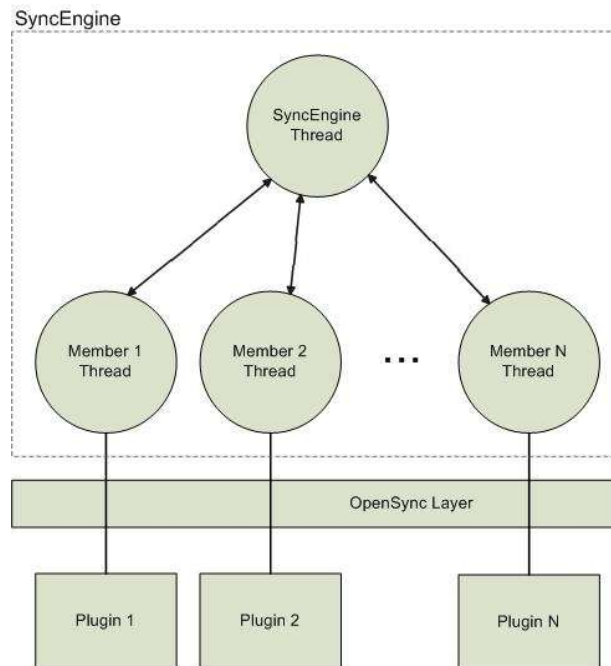 SyncEngine
SyncEngine
Thread
Member 1
Thread
Member 2
Thread
...
Member N
Thread
OpenSync Layer
Plugin 1
Plugin 2
Plugin N